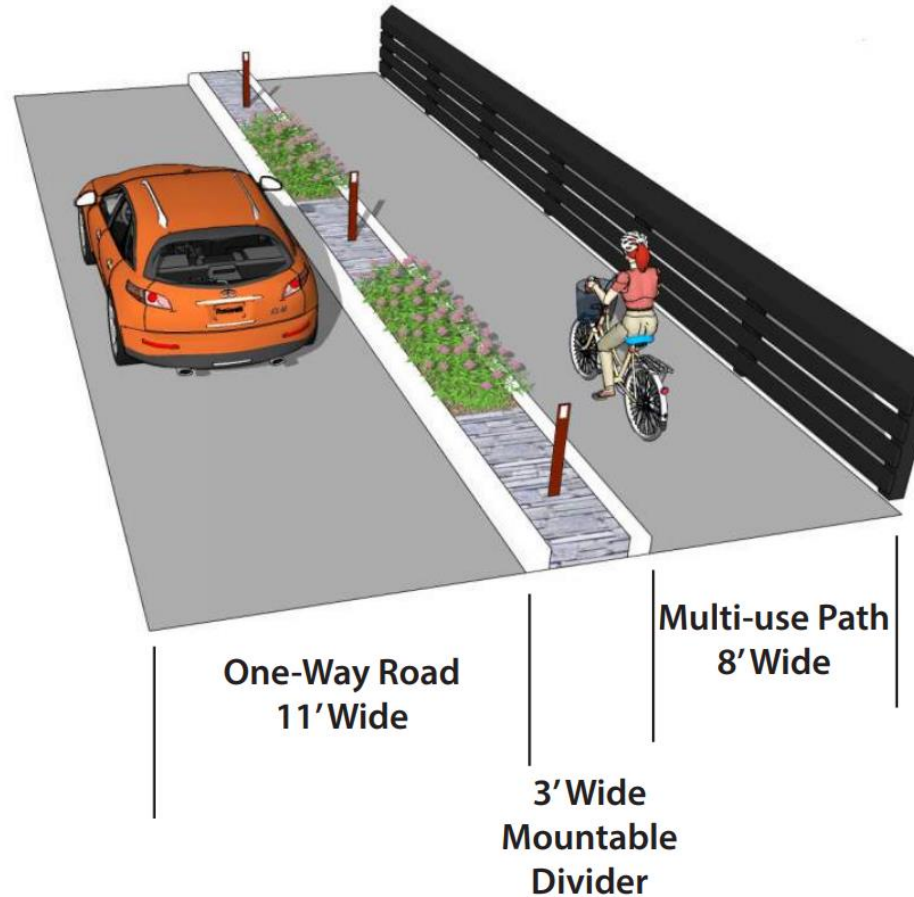 One-Way Road
11' Wide
3' Wide
Mountable
Divider
Multi-use Path
8' Wide